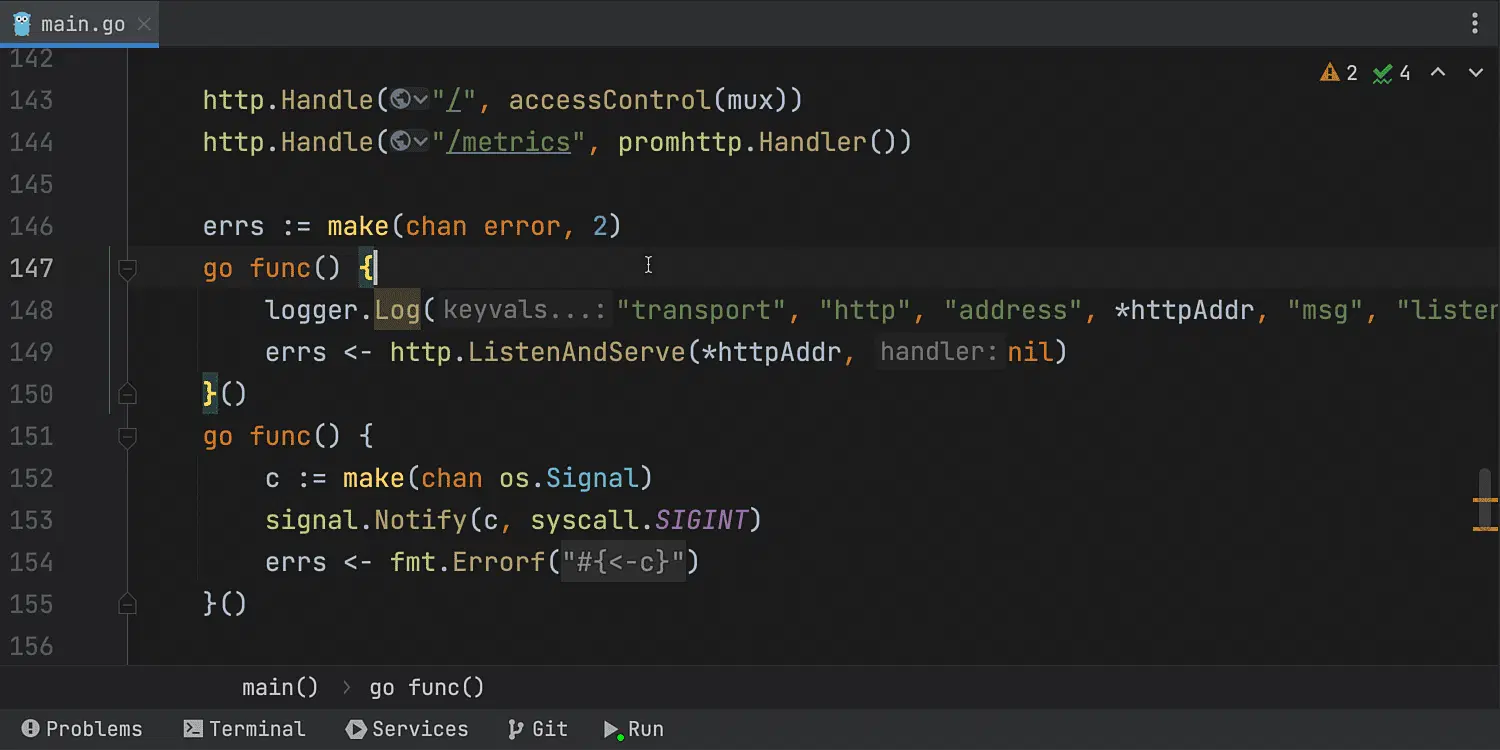 main.go
2 4
142
143 http.Handle("/", accessControl(mux))
144 http.Handle("/metrics", promhttp.Handler())
145
146 errs := make(chan error, 2)
147 go func() {
148 logger.Log(keyvals...: "transport", "http", "address", *httpAddr, "msg", "listen
149 errs <- http.ListenAndServe(*httpAddr, handler: nil)
150 }()
151 go func() {
152 c := make(chan os.Signal)
153 signal.Notify(c, syscall.SIGINT)
154 errs <- fmt.Errorf("#{<-c}")
155 }()
156
main() > go func()
Problems Terminal Services Git Run